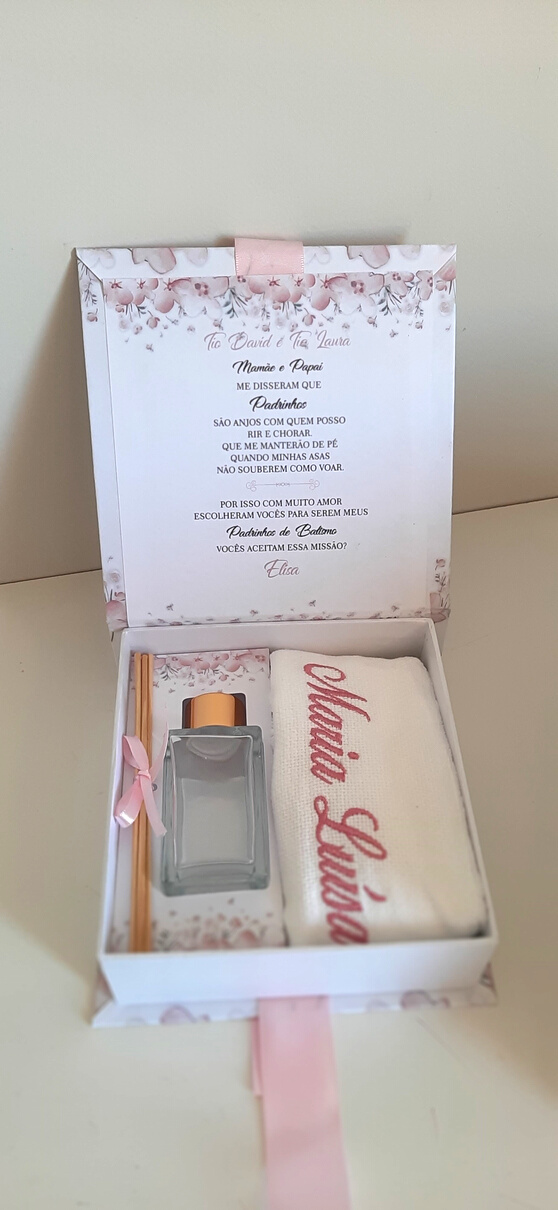 Tio David e Tia Laura
Mamãe e Papai
ME DISSERAM QUE
Padrinhos
SÃO ANJOS COM QUEM POSSO
RIR E CHORAR.
QUE ME MANTERÃO DE PÉ
QUANDO MINHAS ASAS
NÃO SOUBEREM COMO VOAR.
POR ISSO COM MUITO AMOR
ESCOLHERAM VOCÊS PARA SEREM MEUS
Padrinhos de Batismo
VOCÊS ACEITAM ESSA MISSÃO?
Elisa
Maria Luísa